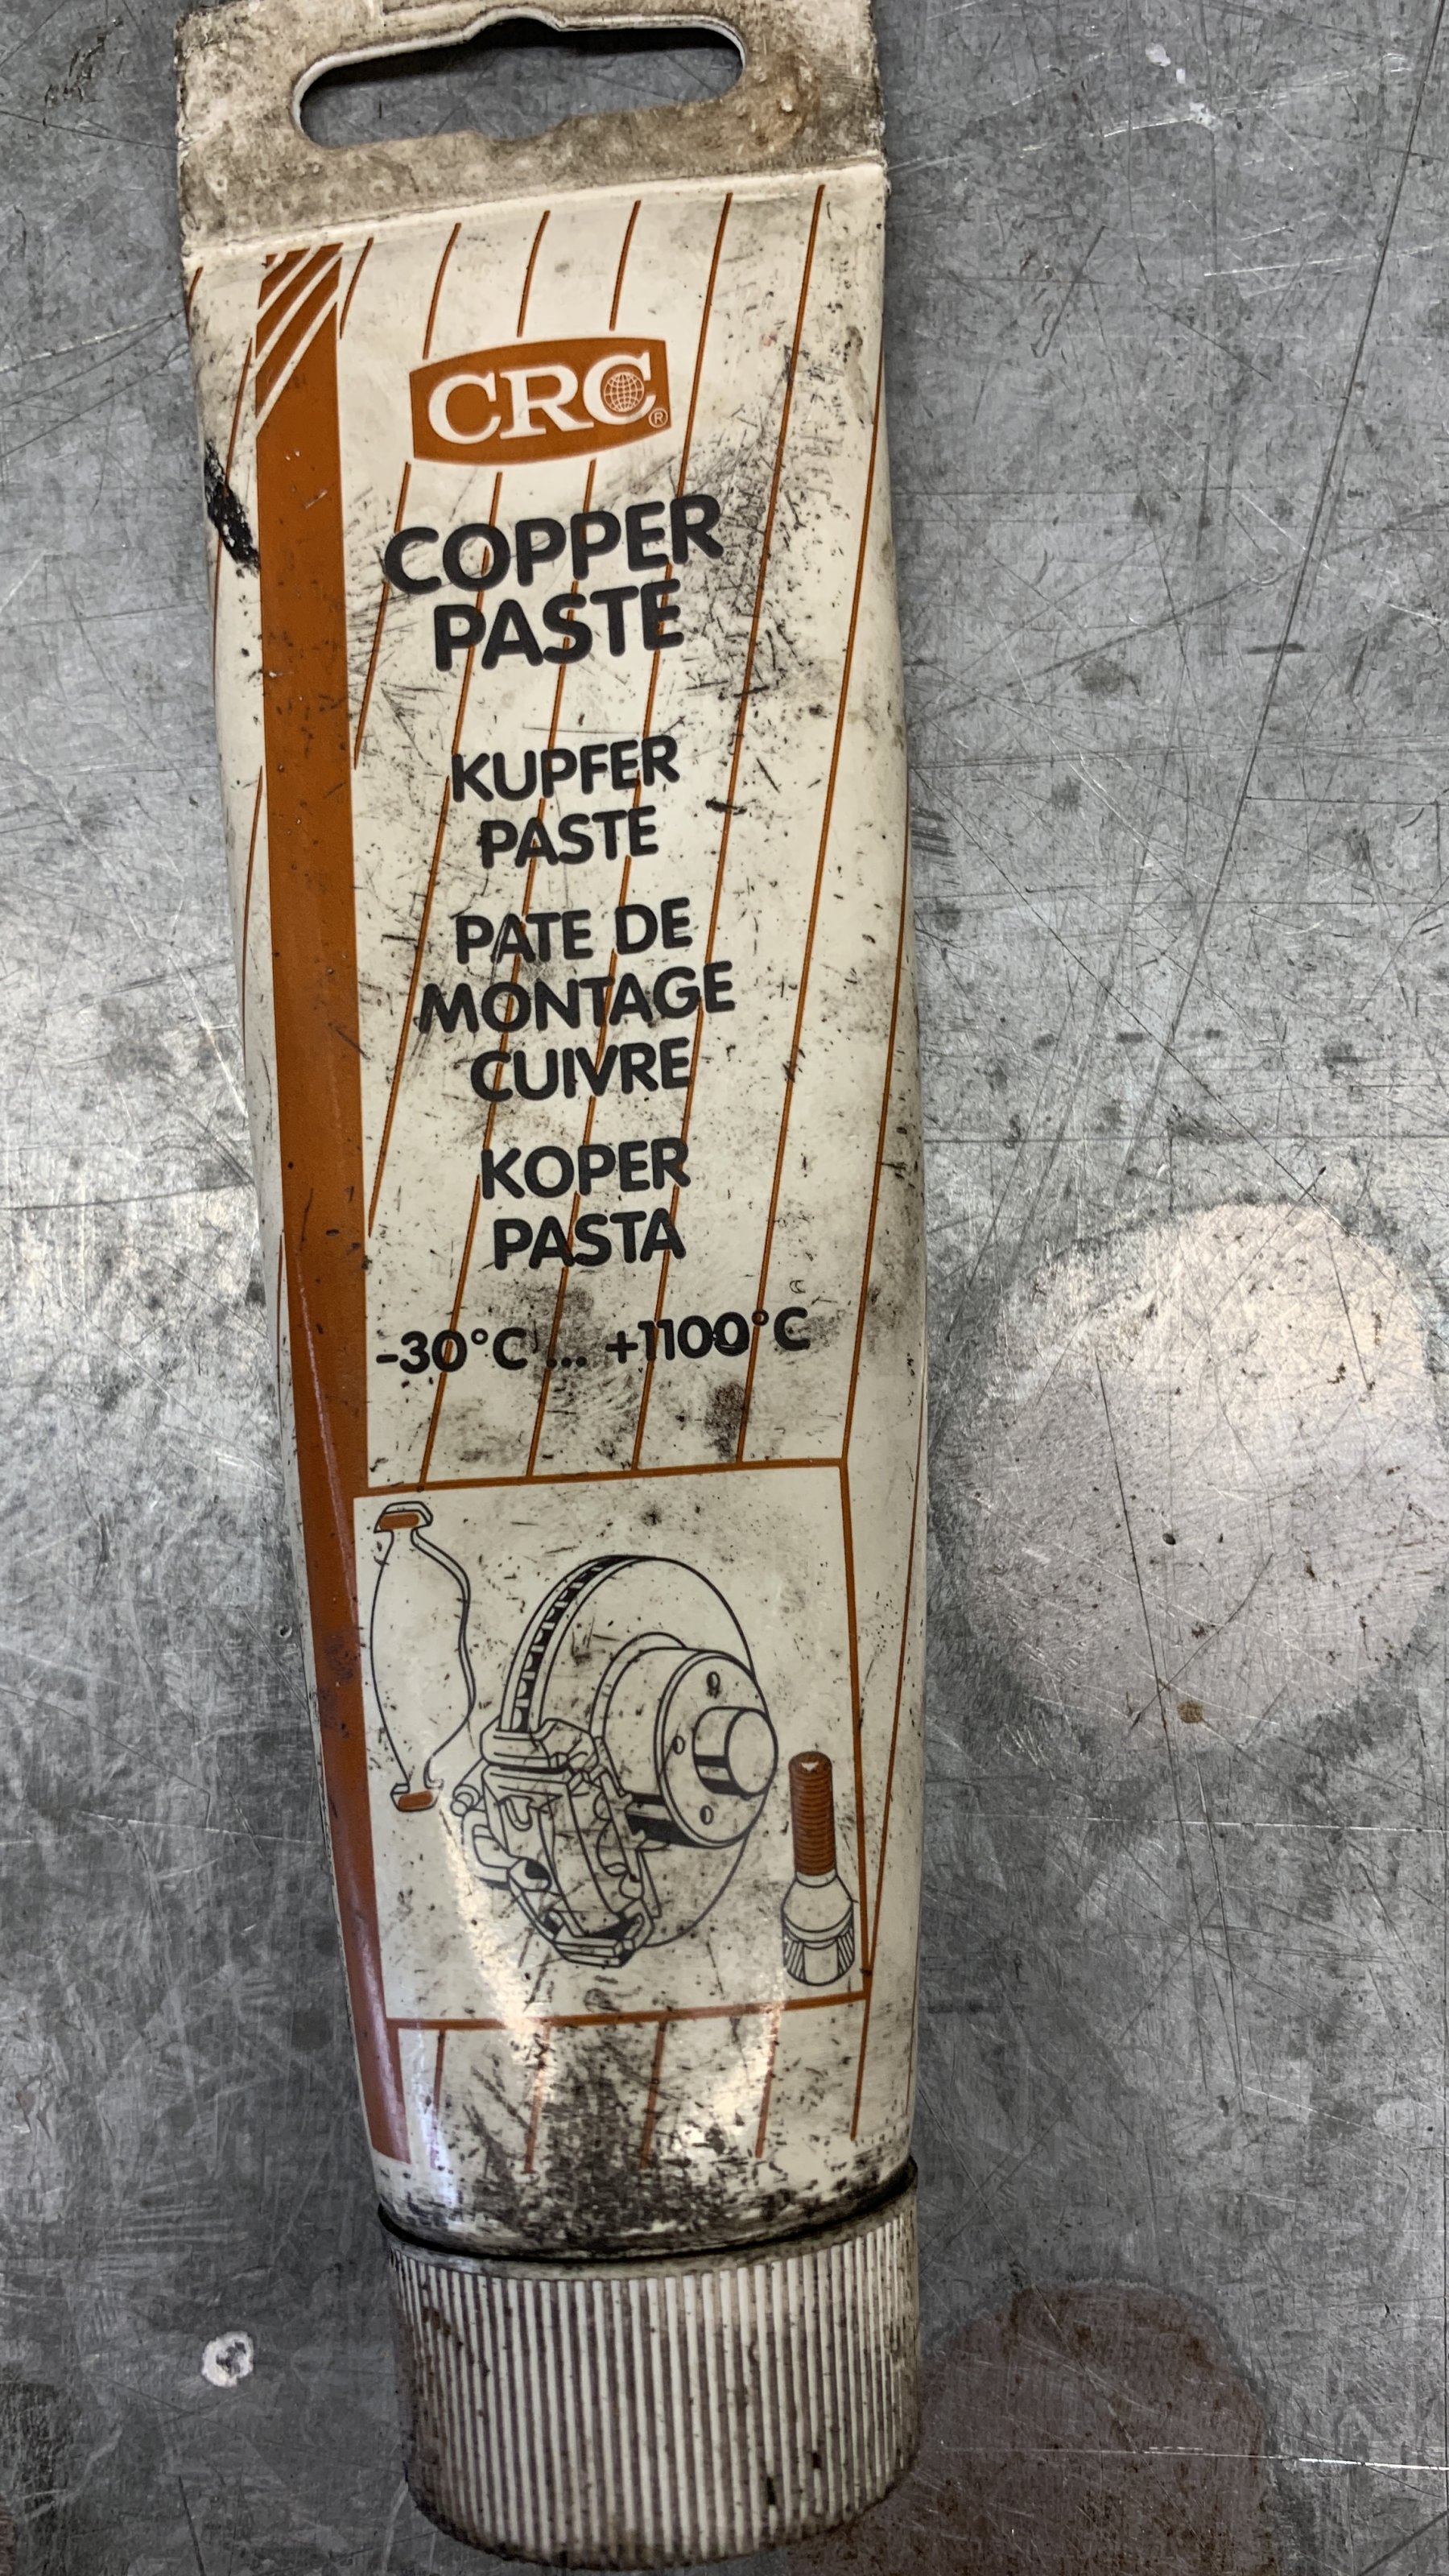 CRC®
COPPER
PASTE
KUPFER
PASTE
PATE DE
MONTAGE
CUIVRE
KOPER
PASTA
-30°C ... +1100°C